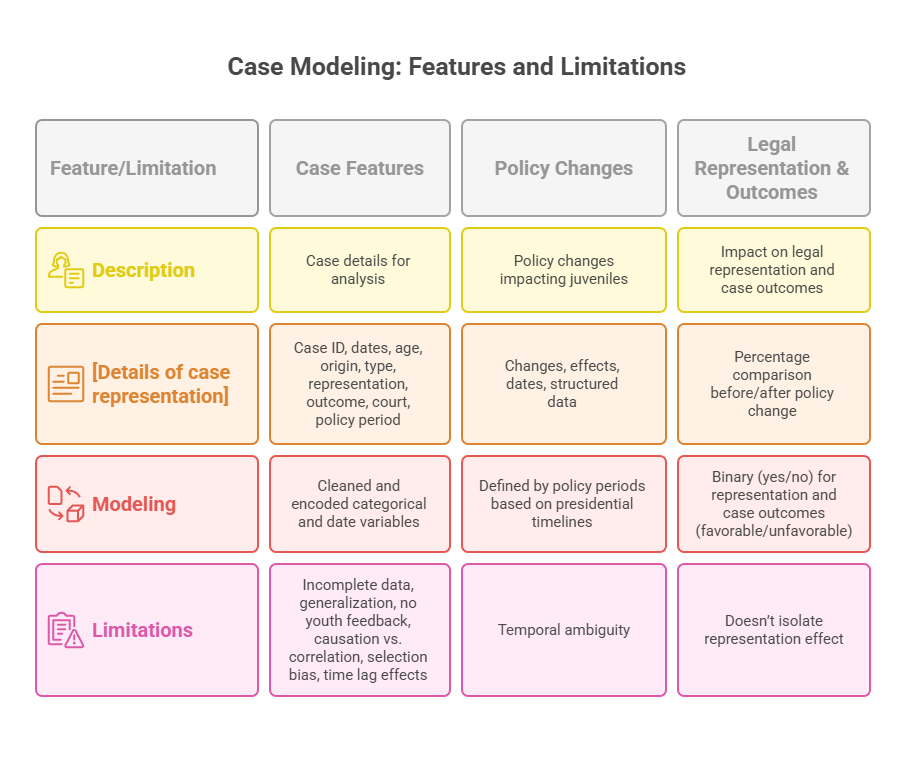 Case Modeling: Features and Limitations
Feature/Limitation
Case Features
Policy Changes
Legal
Representation &
Outcomes
Description
Case details for
analysis
Policy changes
impacting juveniles
Impact on legal
representation and
case outcomes
[Details of case
representation]
Case ID, dates, age,
origin, type,
representation,
outcome, court,
policy period
Changes, effects,
dates, structured
data
Percentage
comparison
before/after policy
change
Modeling
Cleaned and
encoded categorical
and date variables
Defined by policy periods
based on presidential
timelines
Binary (yes/no) for
representation and
case outcomes
(favorable/unfavorable)
Limitations
Incomplete data,
generalization, no
youth feedback,
causation vs.
correlation, selection
bias, time lag effects
Temporal ambiguity
Doesn’t isolate
representation effect